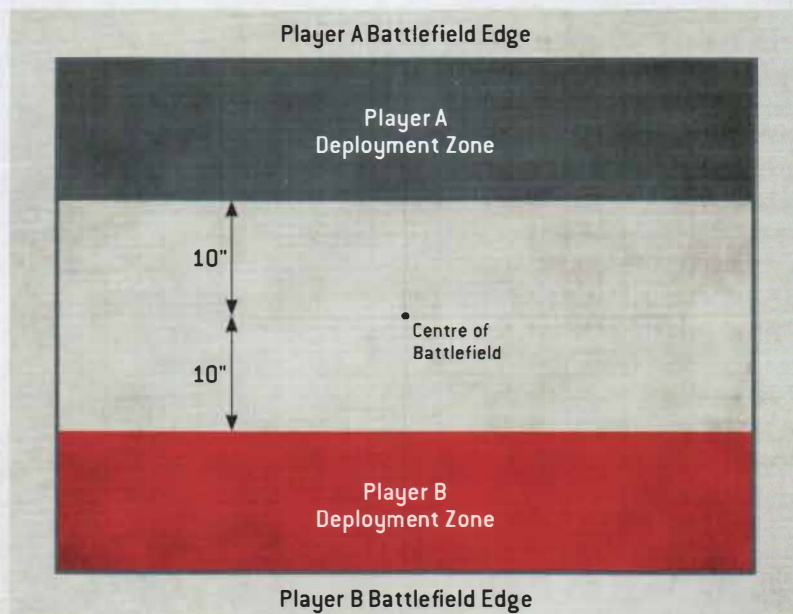 Player A Battlefield Edge
Player A
Deployment Zone
10"
Centre of
Battlefield
10"
Player B
Deployment Zone
Player B Battlefield Edge